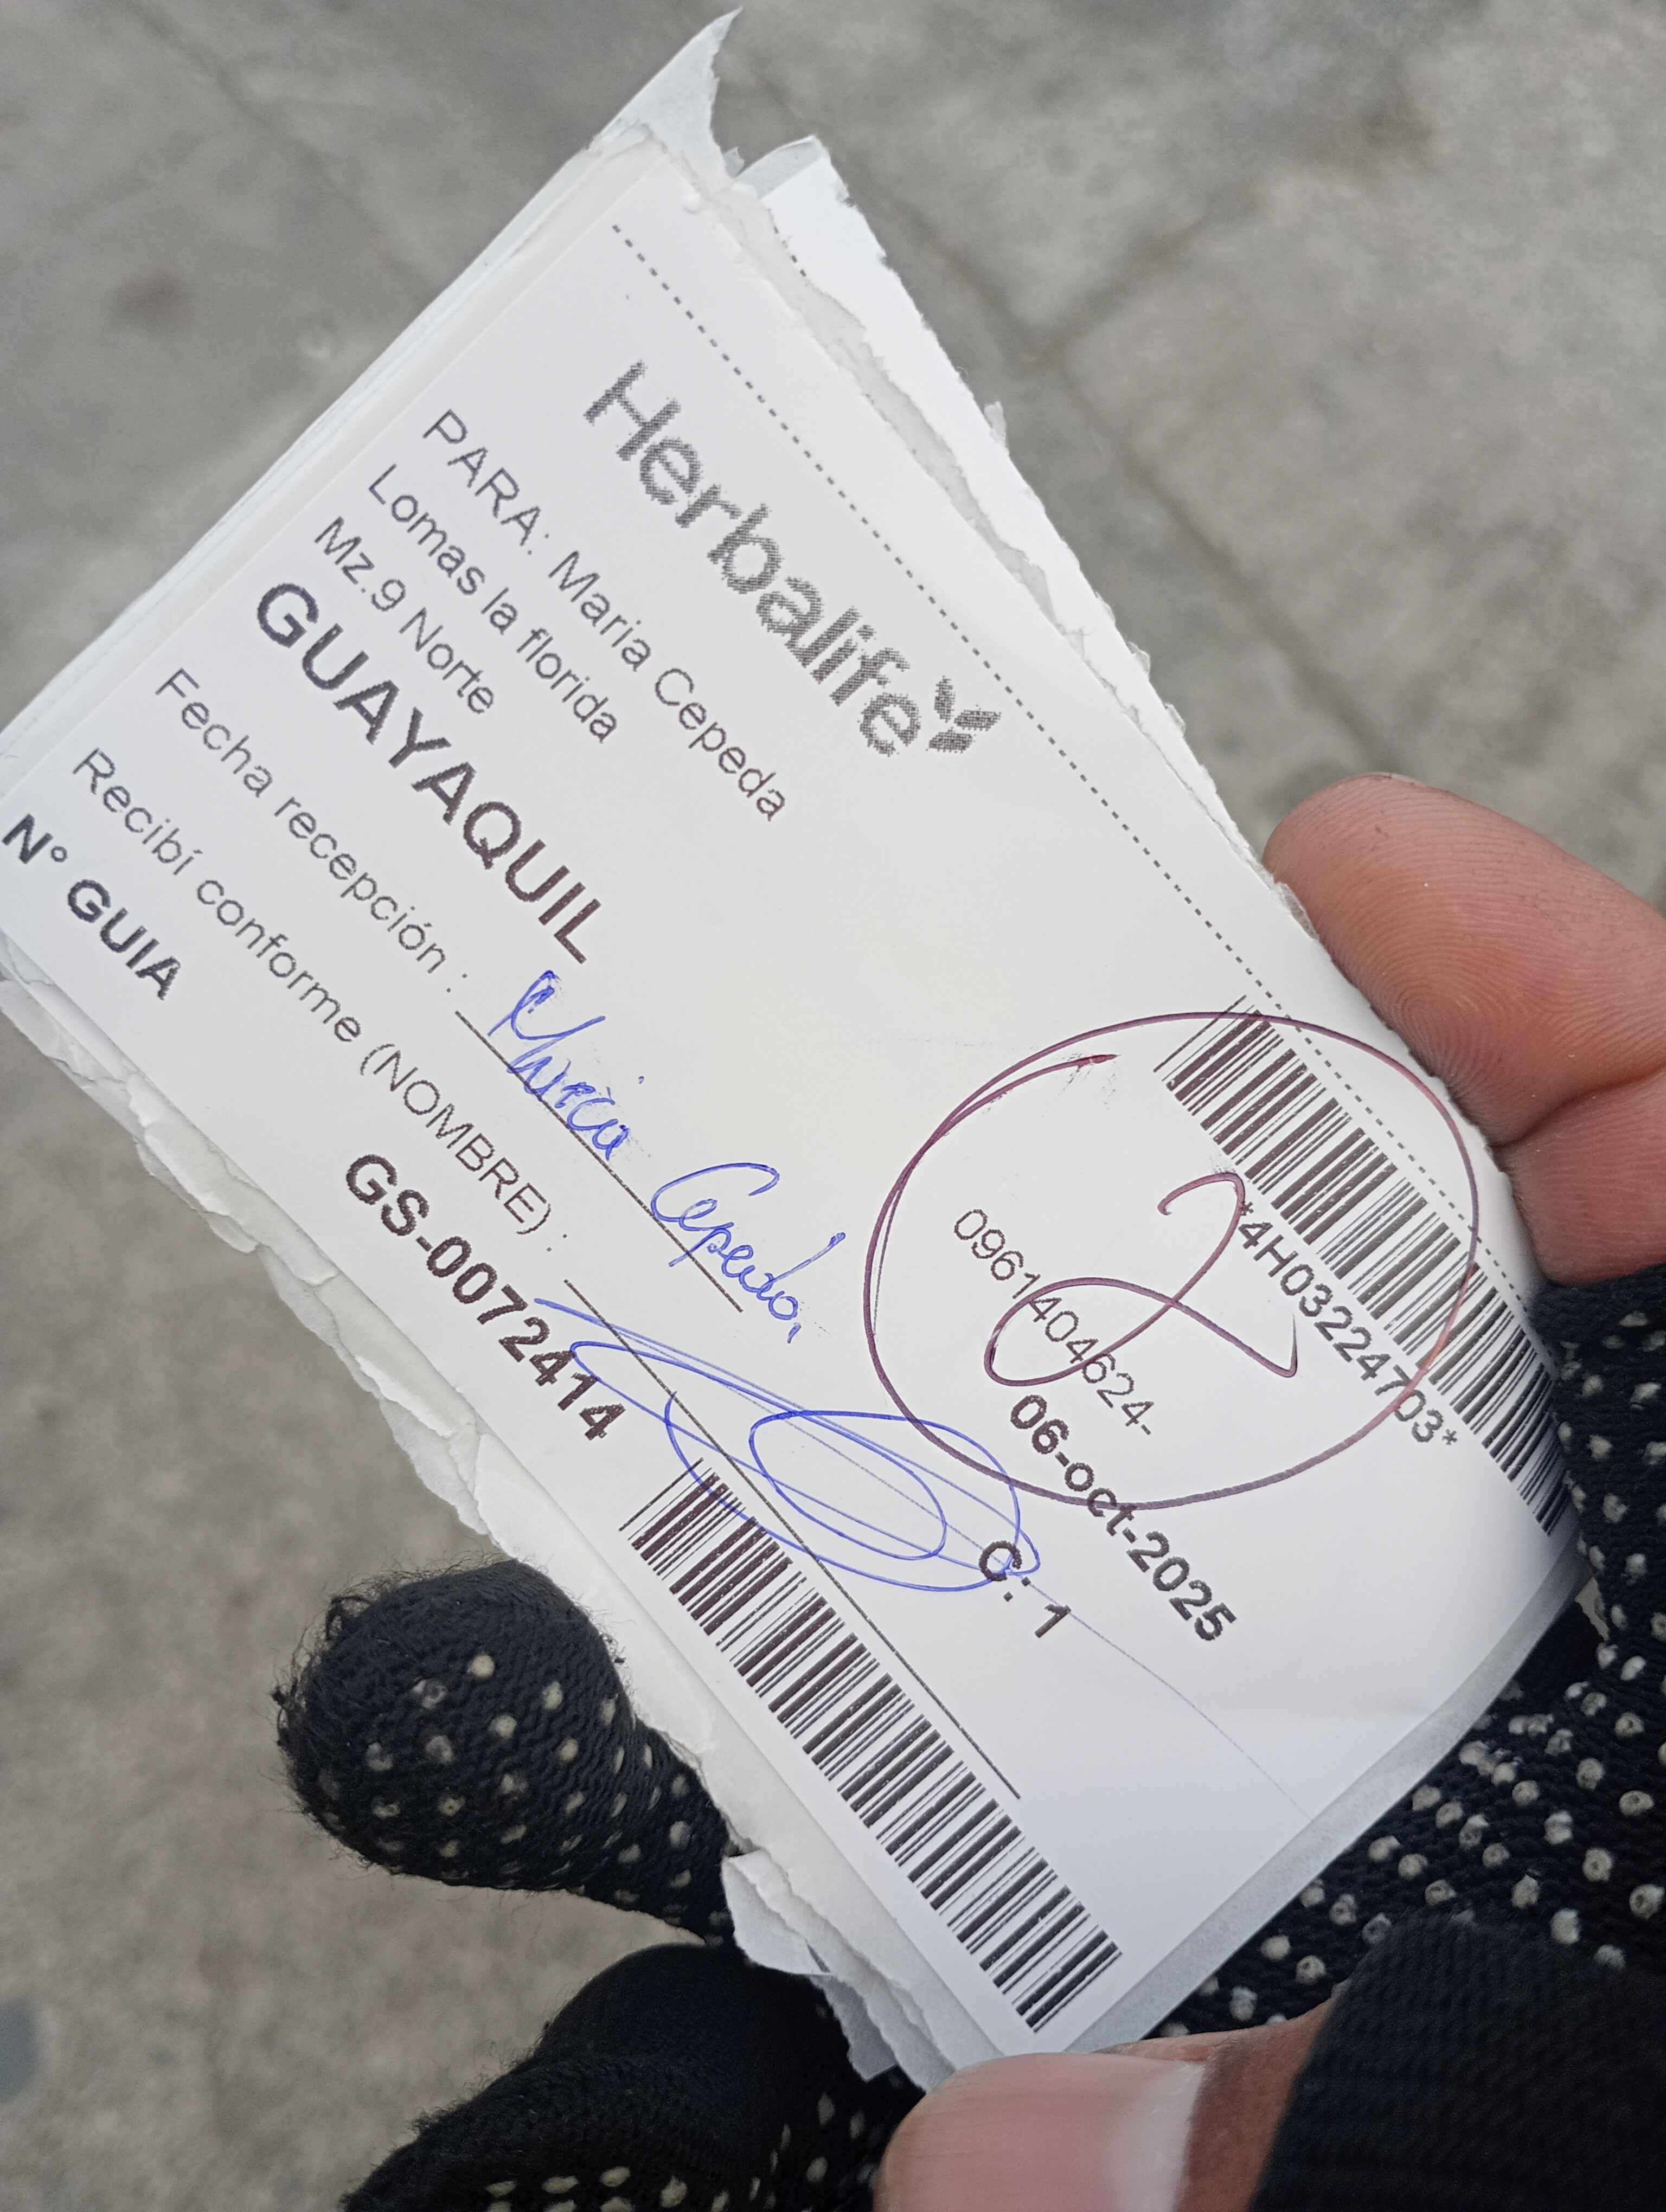 Herbalife
*4H03224703*
PARA: Maria Cepeda
0961404624-
Lomas la florida
Mz.9 Norte
06-oct-2025
GUAYAQUIL
C: 1
Fecha recepción :
Maria Cepeda
Recibí conforme (NOMBRE) :
N° GUIA
GS-0072414
2